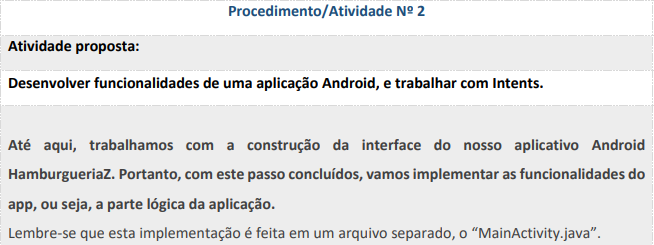 Procedimento/Atividade Nº 2
Atividade proposta:
Desenvolver funcionalidades de uma aplicação Android, e trabalhar com Intents.
Até aqui, trabalhamos com a construção da interface do nosso aplicativo Android
HamburgueriaZ. Portanto, com este passo concluídos, vamos implementar as funcionalidades do
app, ou seja, a parte lógica da aplicação.
Lembre-se que esta implementação é feita em um arquivo separado, o “MainActivity.java”.